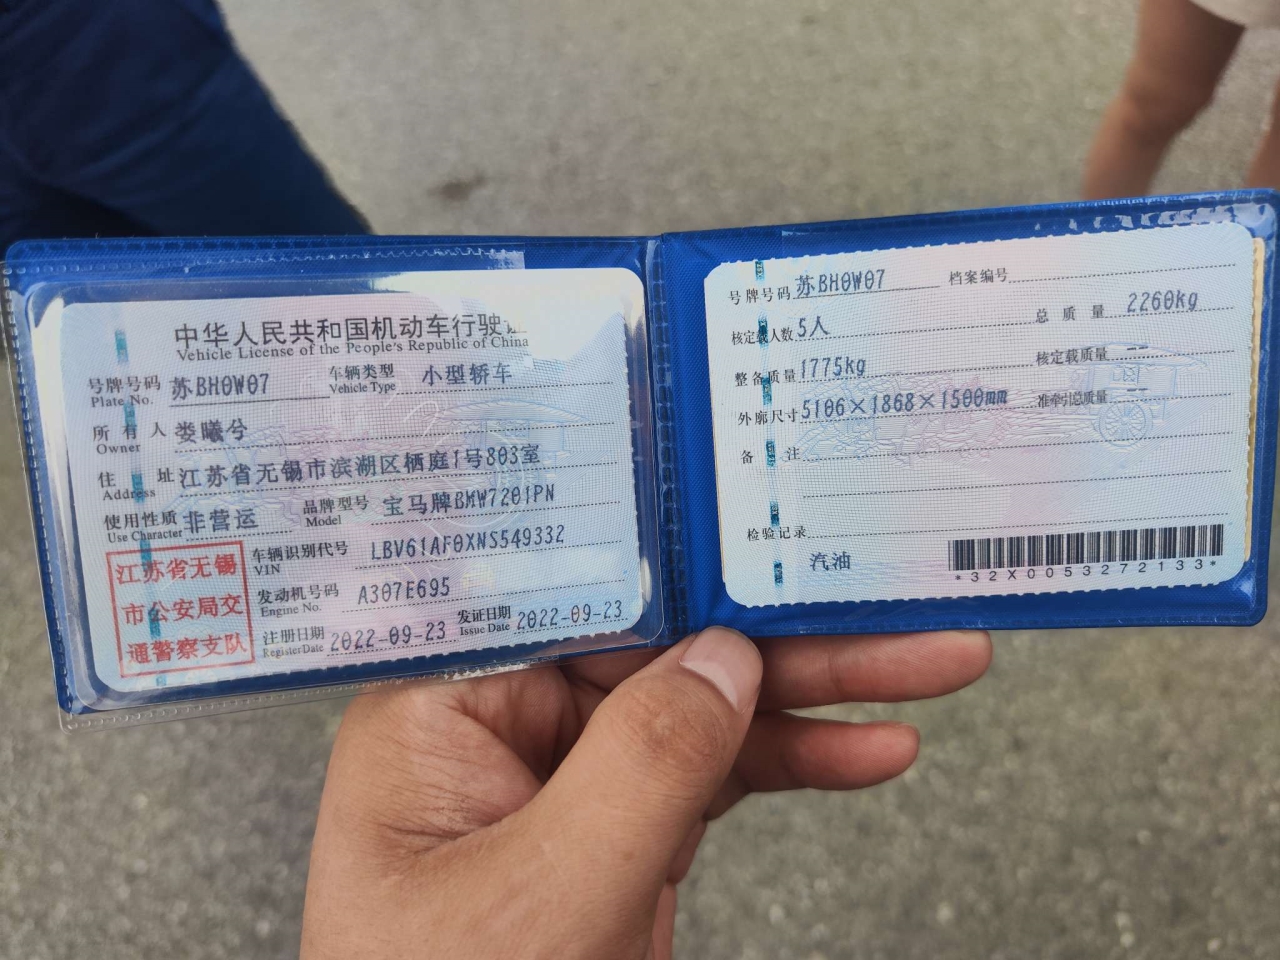 中华人民共和国机动车行驶证
Vehicle License of the People's Republic of China
号牌号码 苏BH0W07 车辆类型 小型轿车
Plate No. Vehicle Type
所有人 娄曦兮
Owner
住址 江苏省无锡市滨湖区栖庭1号803室
Address
使用性质 非营运 品牌型号 宝马牌BMW7201PN
Use Character Model
江苏省无锡
市公安局交
通警察支队
车辆识别代号 LBV61AF0XNS549332
VIN
发动机号码 A307E695
Engine No.
注册日期 2022-09-23 发证日期 2022-09-23
Register Date Issue Date
号牌号码 苏BH0W07 档案编号
核定载人数 5人 总质量 2260kg
整备质量 1775kg 核定载质量 --
外廓尺寸 5106×1868×1500mm 准牵引总质量 --
备注
检验记录
汽油
*32X0053272133*